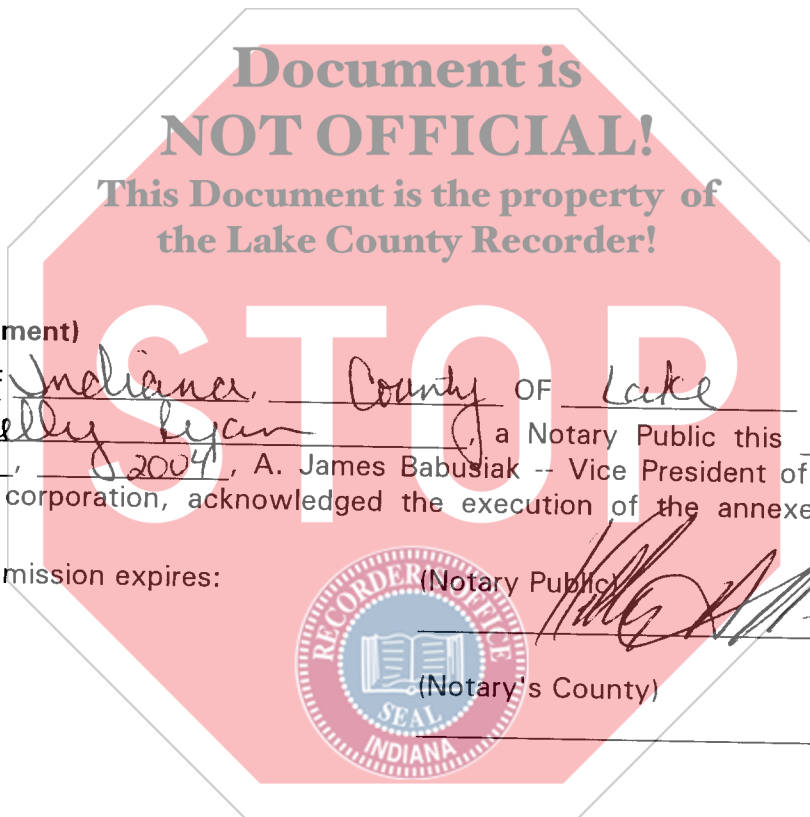 Document is
NOT OFFICIAL!
This Document is the property of
the Lake County Recorder!
STOP
ment)
Indiana, County OF Lake
elly Ryan, a Notary Public this
, 2004, A. James Babusiak -- Vice President of
corporation, acknowledged the execution of the annexe
mission expires: (Notary Public)
(Notary's County)
RECORDER'S OFFICE
SEAL
INDIANA